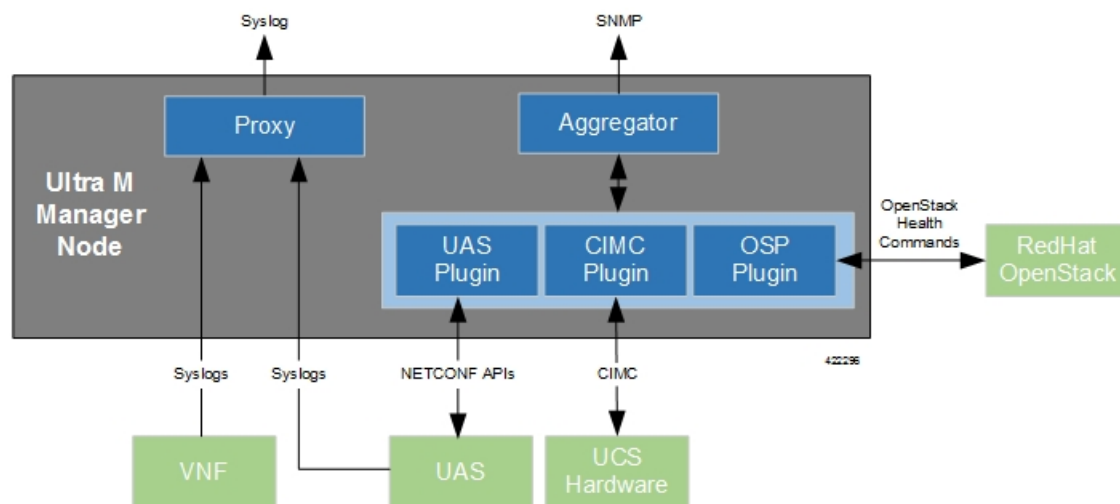 Syslog
SNMP
Proxy
Aggregator
Ultra M
Manager
Node
UAS
Plugin
CIMC
Plugin
OSP
Plugin
OpenStack
Health
Commands
RedHat
OpenStack
422296
Syslogs
Syslogs
NETCONF APIs
CIMC
VNF
UAS
UCS
Hardware